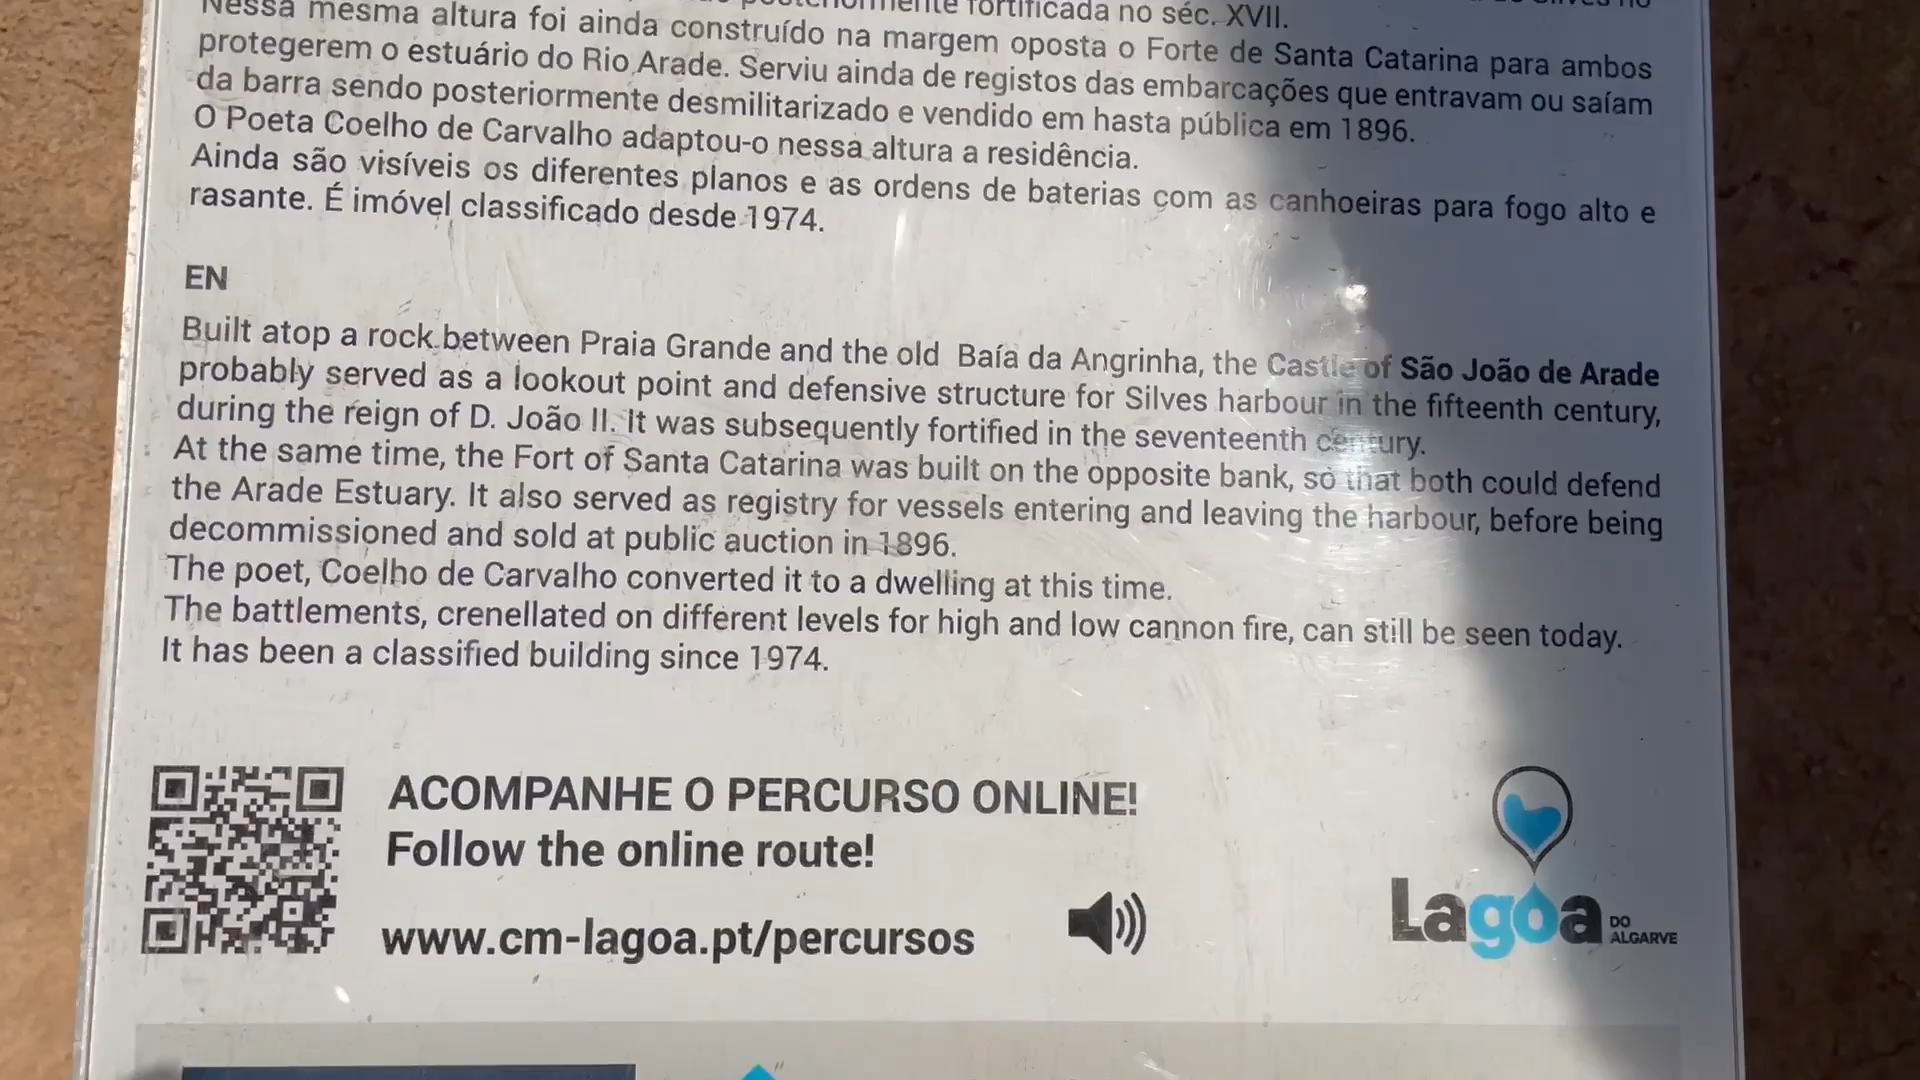 fortificada no séc. XVII.
Nessa mesma altura foi ainda construído na margem oposta o Forte de Santa Catarina para ambos
protegerem o estuário do Rio Arade. Serviu ainda de registos das embarcações que entravam ou saíam
da barra sendo posteriormente desmilitarizado e vendido em hasta pública em 1896.
O Poeta Coelho de Carvalho adaptou-o nessa altura a residência.
Ainda são visíveis os diferentes planos e as ordens de baterias com as canhoeiras para fogo alto e
rasante. É imóvel classificado desde 1974.
EN
Built atop a rock between Praia Grande and the old Baía da Angrinha, the Castle of São João de Arade
probably served as a lookout point and defensive structure for Silves harbour in the fifteenth century,
during the reign of D. João II. It was subsequently fortified in the seventeenth century.
At the same time, the Fort of Santa Catarina was built on the opposite bank, so that both could defend
the Arade Estuary. It also served as registry for vessels entering and leaving the harbour, before being
decommissioned and sold at public auction in 1896.
The poet, Coelho de Carvalho converted it to a dwelling at this time.
The battlements, crenellated on different levels for high and low cannon fire, can still be seen today.
It has been a classified building since 1974.
ACOMPANHE O PERCURSO ONLINE!
Follow the online route!
www.cm-lagoa.pt/percursos
Lagoa
DO
ALGARVE